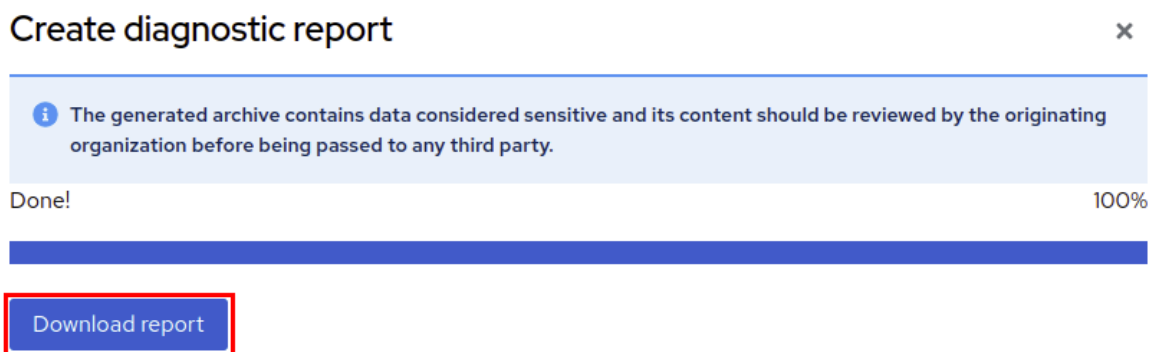 Create diagnostic report
The generated archive contains data considered sensitive and its content should be reviewed by the originating
organization before being passed to any third party.
Done! 100%
Download report